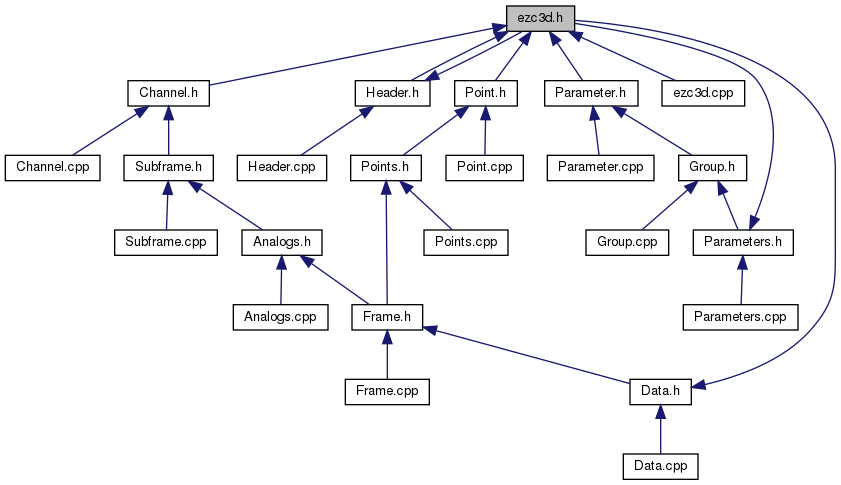 ezc3d.h
Channel.h
Header.h
Point.h
Parameter.h
ezc3d.cpp
Channel.cpp
Subframe.h
Header.cpp
Points.h
Point.cpp
Parameter.cpp
Group.h
Subframe.cpp
Analogs.h
Points.cpp
Group.cpp
Parameters.h
Analogs.cpp
Frame.h
Parameters.cpp
Frame.cpp
Data.h
Data.cpp